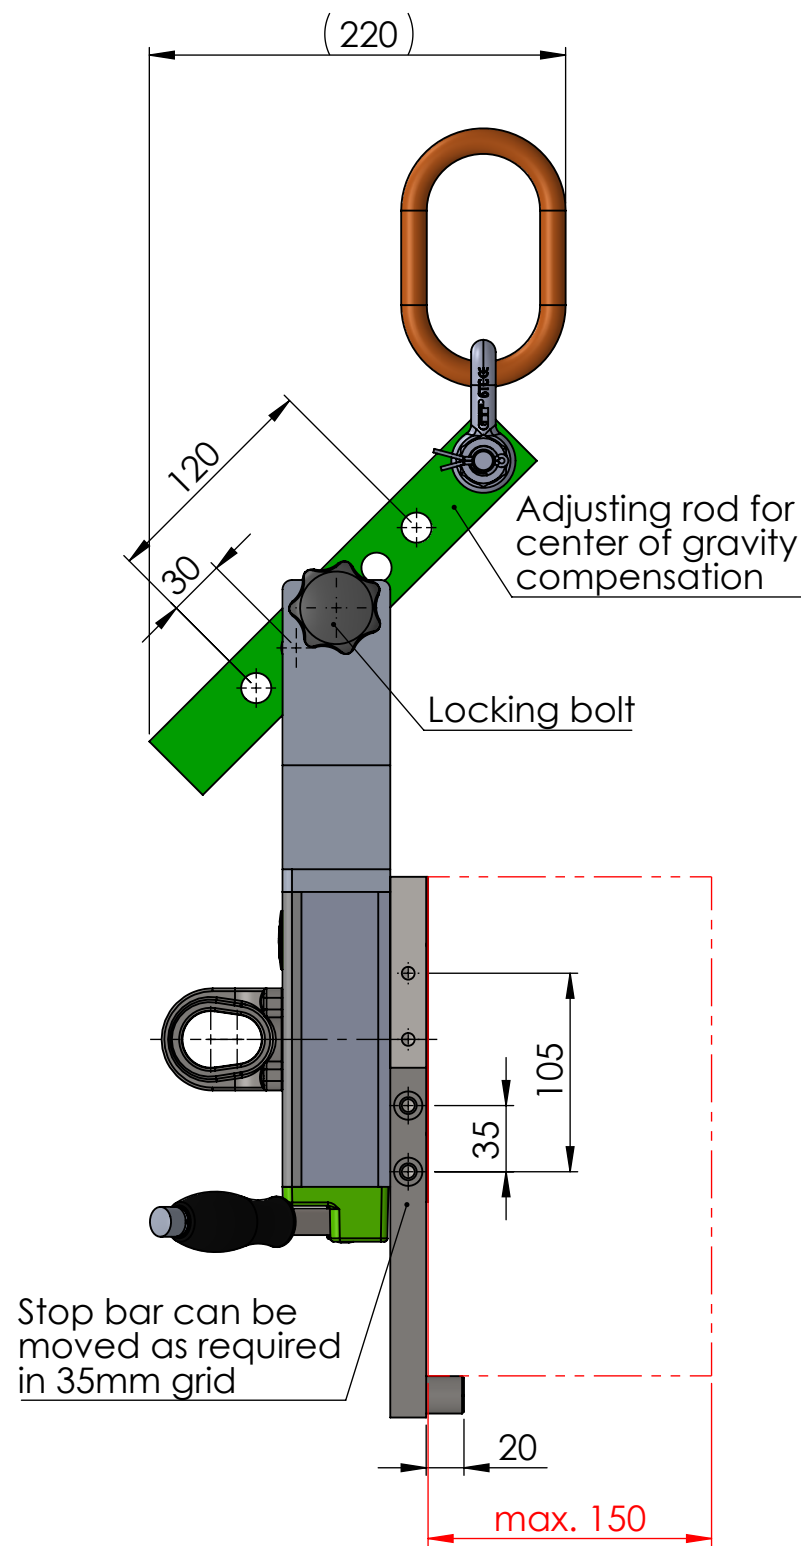 (220)
120
30
Adjusting rod for
center of gravity
compensation
Locking bolt
105
35
Stop bar can be
moved as required
in 35mm grid
20
max. 150